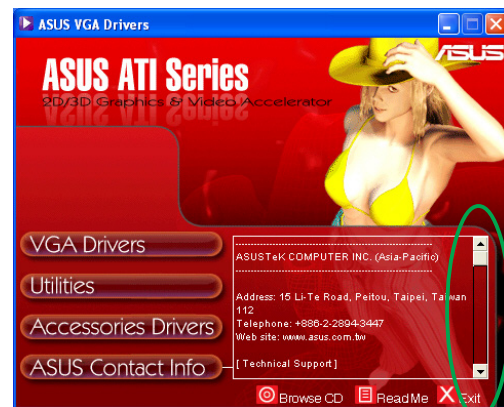 ASUS VGA Drivers
ASUS
ASUS ATI Series
2D/3D Graphics & Video Accelerator
VGA Drivers
Utilities
Accessories Drivers
ASUS Contact Info
----------------------------------------------------
ASUSTeK COMPUTER INC. (Asia-Pacific)
----------------------------------------------------
Address: 15 Li-Te Road, Peitou, Taipei, Taiwan
112
Telephone: +886-2-2894-3447
Web site: www.asus.com.tw
[ Technical Support ]
Browse CD ReadMe Exit